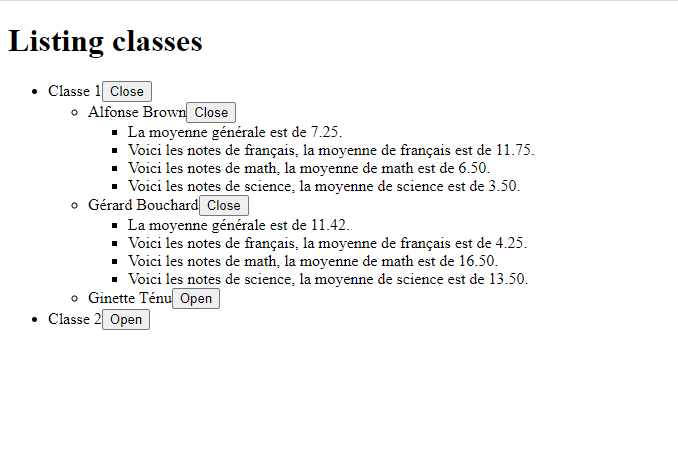 Listing classes
Classe 1 Close
Alfonse Brown Close
La moyenne générale est de 7.25.
Voici les notes de français, la moyenne de français est de 11.75.
Voici les notes de math, la moyenne de math est de 6.50.
Voici les notes de science, la moyenne de science est de 3.50.
Gérard Bouchard Close
La moyenne générale est de 11.42.
Voici les notes de français, la moyenne de français est de 4.25.
Voici les notes de math, la moyenne de math est de 16.50.
Voici les notes de science, la moyenne de science est de 13.50.
Ginette Ténu Open
Classe 2 Open